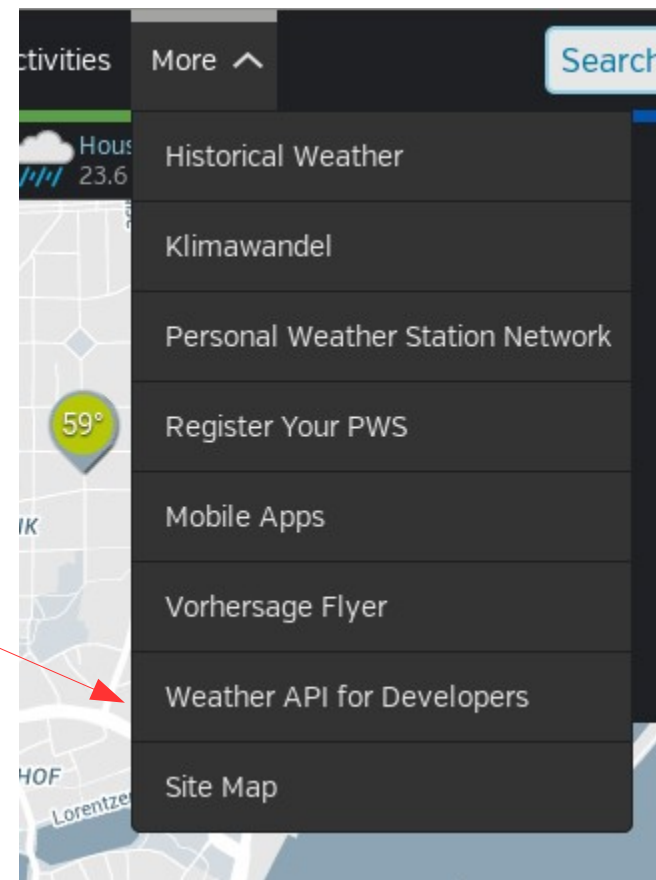 ctivities More Search
Hous
23.6
Historical Weather
Klimawandel
Personal Weather Station Network
59°
Register Your PWS
Mobile Apps
IK
Vorhersage Flyer
Weather API for Developers
HOF
Site Map
Lorentze